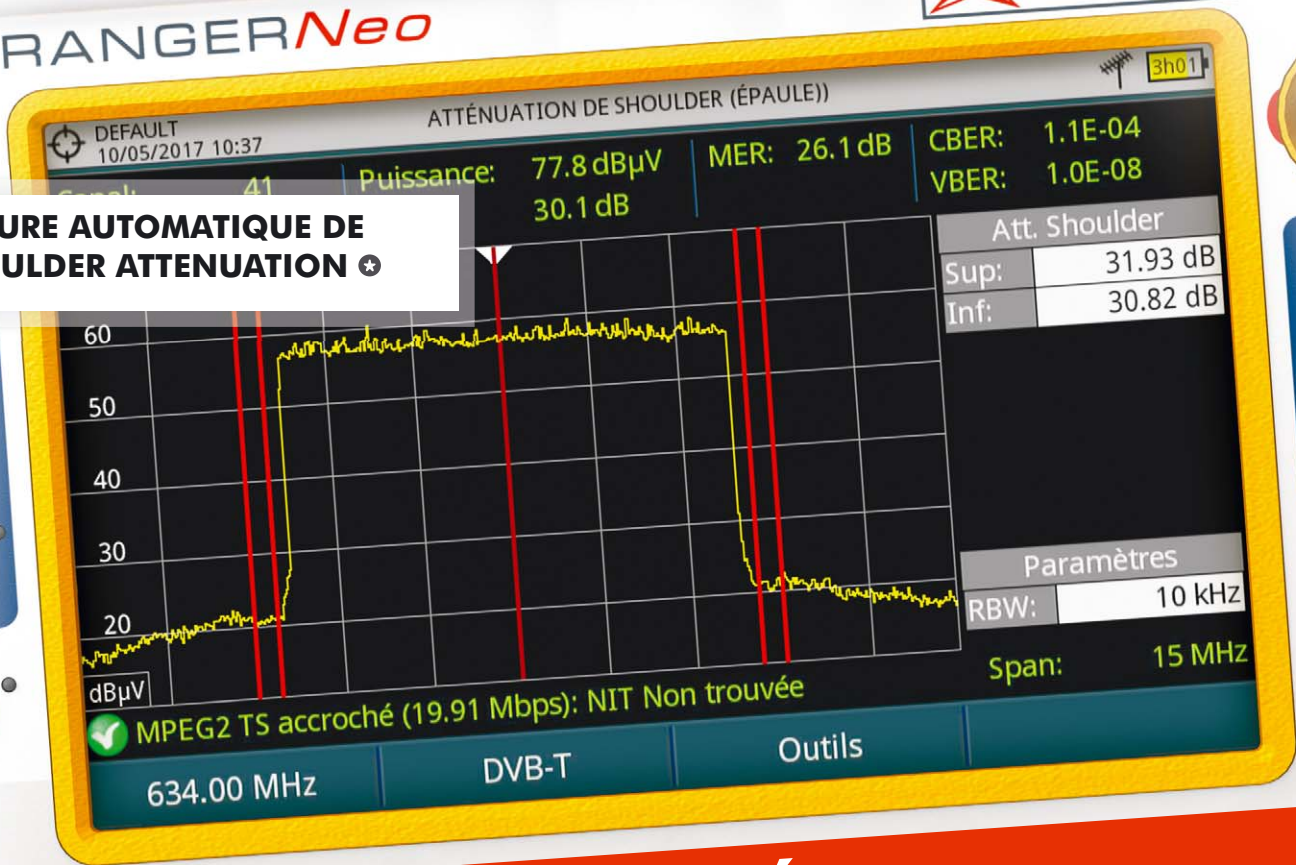 RANGERNeo
DEFAULT
10/05/2017 10:37
ATTÉNUATION DE SHOULDER (ÉPAULE))
3h01
41
Puissance: 77.8 dBµV
30.1 dB
MER: 26.1 dB
CBER: 1.1E-04
VBER: 1.0E-08
URE AUTOMATIQUE DE
ULDER ATTENUATION
Att. Shoulder
Sup: 31.93 dB
Inf: 30.82 dB
60
50
40
30
20
dBµV
Paramètres
RBW: 10 kHz
Span: 15 MHz
MPEG2 TS accroché (19.91 Mbps): NIT Non trouvée
634.00 MHz
DVB-T
Outils